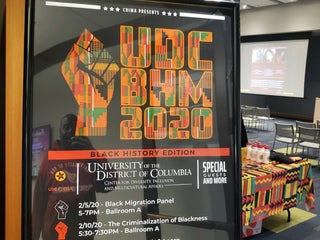 CDIMA PRESENTS
UDC
BHM
2020
BLACK HISTORY EDITION
UNIVERSITY OF THE
DISTRICT OF COLUMBIA
CENTER FOR DIVERSITY, INCLUSION
AND MULTICULTURAL AFFAIRS
SPECIAL
GUESTS
AND MORE
2/5/20 - Black Migration Panel
5-7PM - Ballroom A
2/10/20 - The Criminalization of Blackness
5:30-7:30PM - Ballroom A